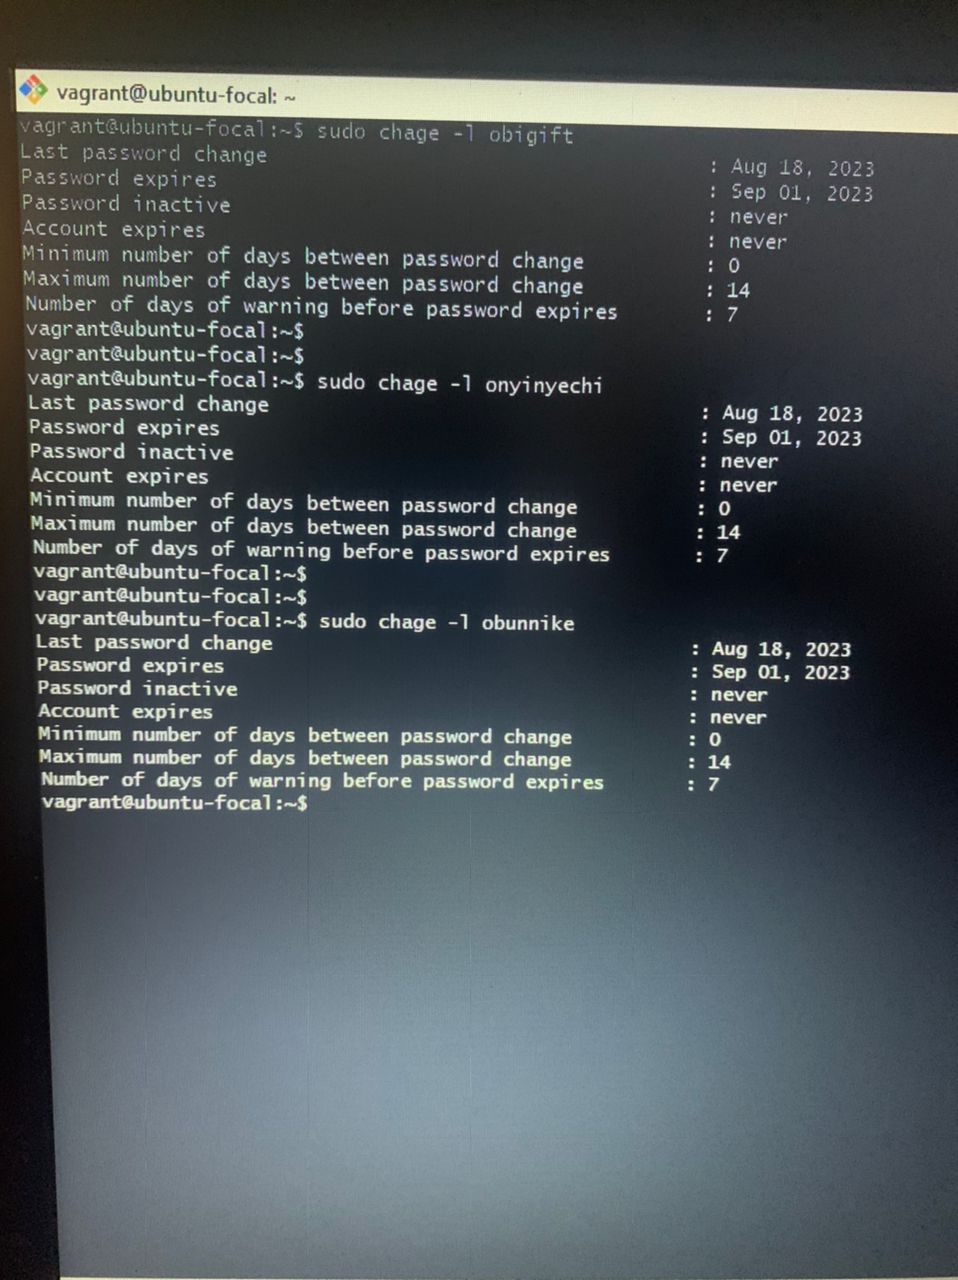 vagrant@ubuntu-focal: ~
vagrant@ubuntu-focal:~$ sudo chage -l obigift
Last password change : Aug 18, 2023
Password expires : Sep 01, 2023
Password inactive : never
Account expires : never
Minimum number of days between password change : 0
Maximum number of days between password change : 14
Number of days of warning before password expires : 7
vagrant@ubuntu-focal:~$
vagrant@ubuntu-focal:~$
vagrant@ubuntu-focal:~$ sudo chage -l onyinyechi
Last password change : Aug 18, 2023
Password expires : Sep 01, 2023
Password inactive : never
Account expires : never
Minimum number of days between password change : 0
Maximum number of days between password change : 14
Number of days of warning before password expires : 7
vagrant@ubuntu-focal:~$
vagrant@ubuntu-focal:~$
vagrant@ubuntu-focal:~$ sudo chage -l obunnike
Last password change : Aug 18, 2023
Password expires : Sep 01, 2023
Password inactive : never
Account expires : never
Minimum number of days between password change : 0
Maximum number of days between password change : 14
Number of days of warning before password expires : 7
vagrant@ubuntu-focal:~$